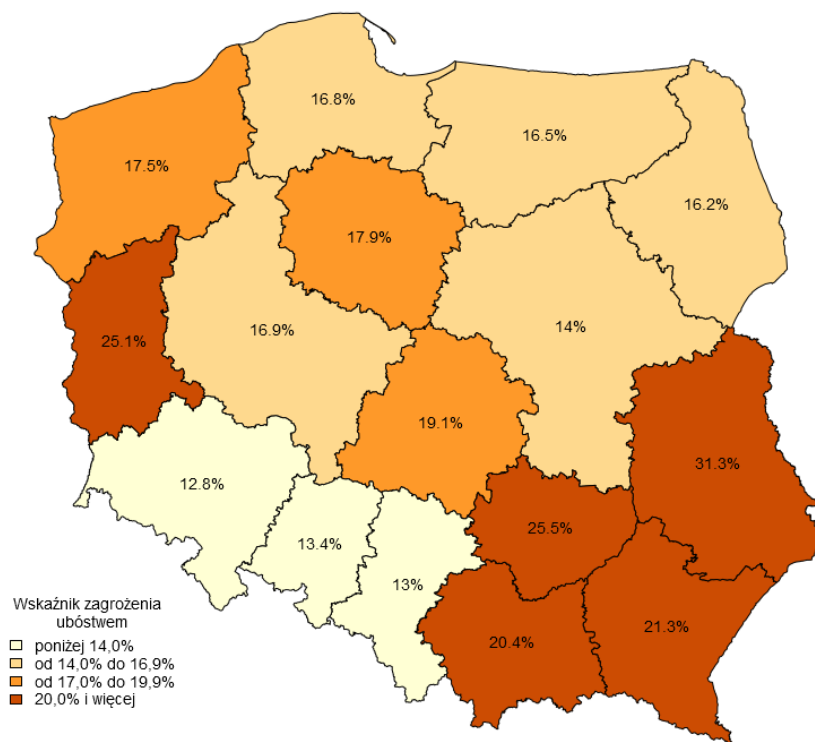 16.8%
16.5%
17.5%
16.2%
17.9%
14%
16.9%
25.1%
19.1%
31.3%
12.8%
25.5%
13.4%
13%
21.3%
20.4%
Wskaźnik zagrożenia
ubóstwem
poniżej 14,0%
od 14,0% do 16,9%
od 17,0% do 19,9%
20,0% i więcej